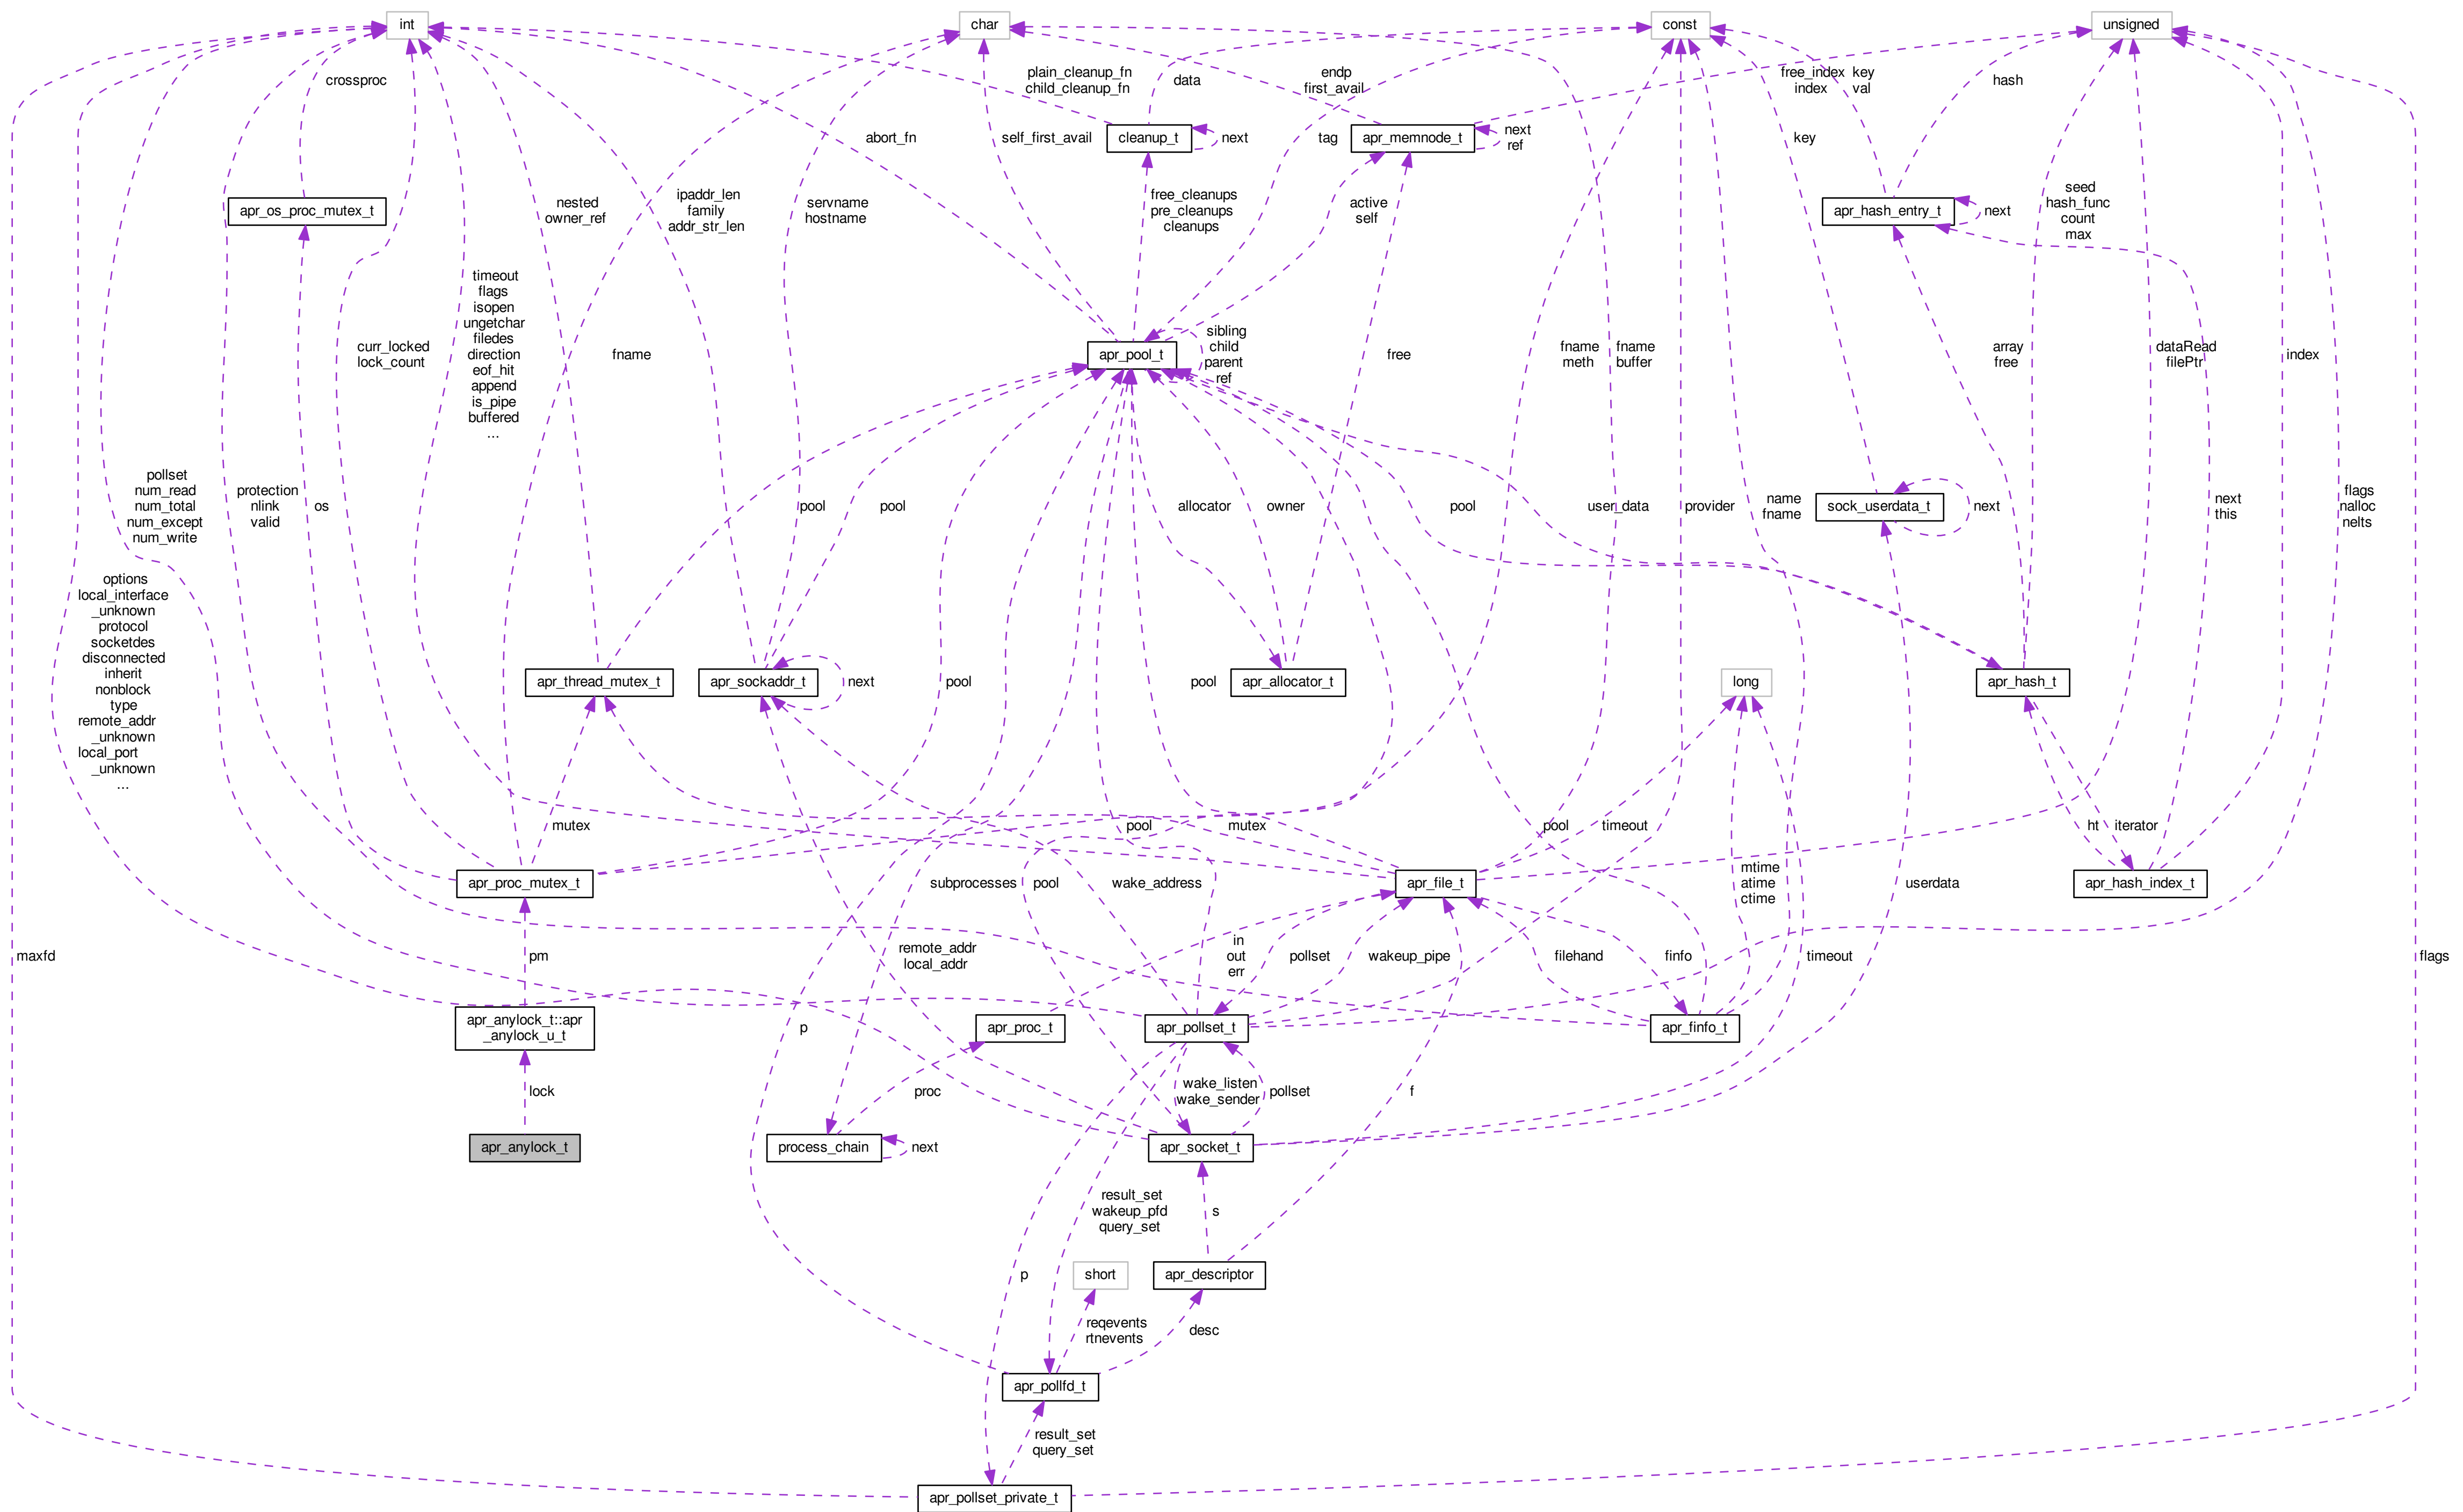 int
char
const
unsigned
crossproc
plain_cleanup_fn
child_cleanup_fn
data
endp
first_avail
free_index
index
key
val
hash
abort_fn
self_first_avail
cleanup_t
next
tag
apr_memnode_t
next
ref
key
apr_os_proc_mutex_t
nested
owner_ref
ipaddr_len
family
addr_str_len
servname
hostname
free_cleanups
pre_cleanups
cleanups
active
self
apr_hash_entry_t
next
seed
hash_func
count
max
curr_locked
lock_count
timeout
flags
isopen
ungetchar
filedes
direction
eof_hit
append
is_pipe
buffered
...
fname
apr_pool_t
sibling
child
parent
ref
free
fname
meth
fname
buffer
array
free
dataRead
filePtr
index
pollset
num_read
num_total
num_except
num_write
protection
nlink
valid
os
pool
pool
allocator
owner
pool
user_data
provider
name
fname
sock_userdata_t
next
next
this
flags
nalloc
nelts
options
local_interface
_unknown
protocol
socketdes
disconnected
inherit
nonblock
type
remote_addr
_unknown
local_port
_unknown
...
apr_thread_mutex_t
apr_sockaddr_t
next
pool
pool
apr_allocator_t
long
apr_hash_t
mutex
pool
mutex
pool
timeout
ht
iterator
apr_proc_mutex_t
subprocesses
pool
wake_address
apr_file_t
mtime
atime
ctime
userdata
apr_hash_index_t
maxfd
pm
remote_addr
local_addr
in
out
err
pollset
wakeup_pipe
filehand
finfo
timeout
flags
apr_anylock_t::apr
_anylock_u_t
p
apr_proc_t
apr_pollset_t
apr_finfo_t
lock
proc
wake_listen
wake_sender
pollset
f
apr_anylock_t
process_chain
next
apr_socket_t
result_set
wakeup_pfd
query_set
s
p
short
apr_descriptor
reqevents
rtnevents
desc
apr_pollfd_t
result_set
query_set
apr_pollset_private_t